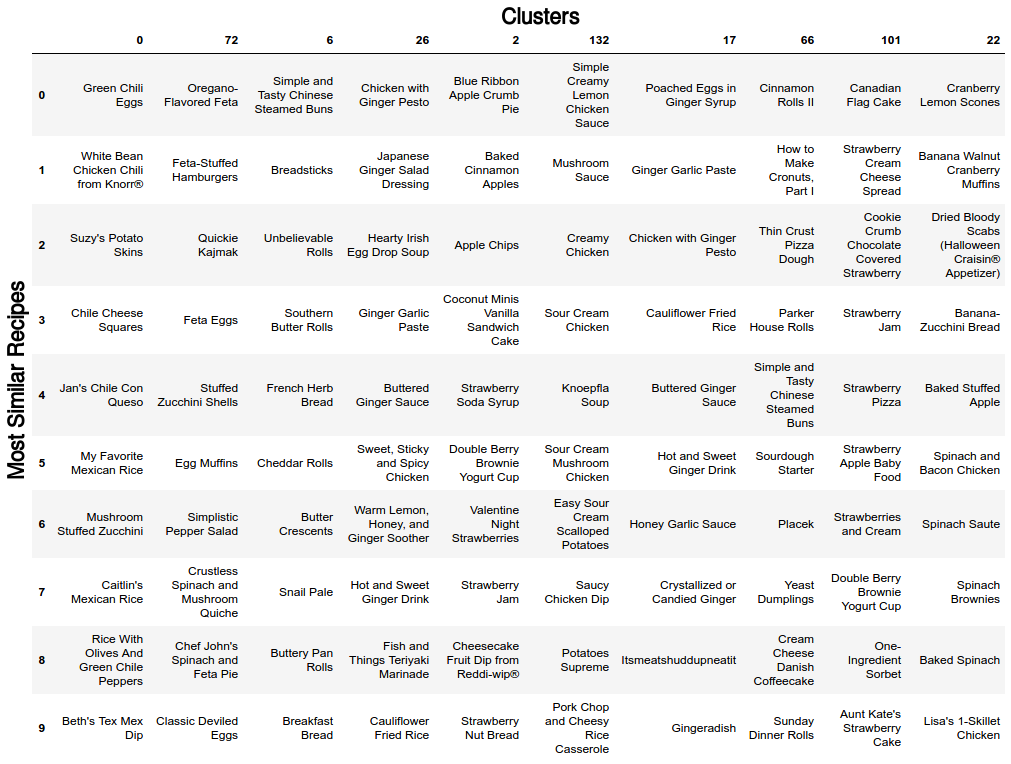 Clusters
0
72
6
26
2
132
17
66
101
22
Most Similar Recipes
0
Green Chili
Eggs
Oregano-
Flavored Feta
Simple and
Tasty Chinese
Steamed Buns
Chicken with
Ginger Pesto
Blue Ribbon
Apple Crumb
Pie
Simple
Creamy
Lemon
Chicken
Sauce
Poached Eggs in
Ginger Syrup
Cinnamon
Rolls II
Canadian
Flag Cake
Cranberry
Lemon Scones
1
White Bean
Chicken Chili
from Knorr®
Feta-Stuffed
Hamburgers
Breadsticks
Japanese
Ginger Salad
Dressing
Baked
Cinnamon
Apples
Mushroom
Sauce
Ginger Garlic Paste
How to
Make
Cronuts,
Part I
Strawberry
Cream
Cheese
Spread
Banana Walnut
Cranberry
Muffins
2
Suzy's Potato
Skins
Quickie
Kajmak
Unbelievable
Rolls
Hearty Irish
Egg Drop Soup
Apple Chips
Creamy
Chicken
Chicken with Ginger
Pesto
Thin Crust
Pizza
Dough
Cookie
Crumb
Chocolate
Covered
Strawberry
Dried Bloody
Scabs
(Halloween
Craisin®
Appetizer)
3
Chile Cheese
Squares
Feta Eggs
Southern
Butter Rolls
Ginger Garlic
Paste
Coconut Minis
Vanilla
Sandwich
Cake
Sour Cream
Chicken
Cauliflower Fried
Rice
Parker
House Rolls
Strawberry
Jam
Banana-
Zucchini Bread
4
Jan's Chile Con
Queso
Stuffed
Zucchini Shells
French Herb
Bread
Buttered
Ginger Sauce
Strawberry
Soda Syrup
Knoepfla
Soup
Buttered Ginger
Sauce
Simple and
Tasty
Chinese
Steamed
Buns
Strawberry
Pizza
Baked Stuffed
Apple
5
My Favorite
Mexican Rice
Egg Muffins
Cheddar Rolls
Sweet, Sticky
and Spicy
Chicken
Double Berry
Brownie
Yogurt Cup
Sour Cream
Mushroom
Chicken
Hot and Sweet
Ginger Drink
Sourdough
Starter
Strawberry
Apple Baby
Food
Spinach and
Bacon Chicken
6
Mushroom
Stuffed Zucchini
Simplistic
Pepper Salad
Butter
Crescents
Warm Lemon,
Honey, and
Ginger Soother
Valentine
Night
Strawberries
Easy Sour
Cream
Scalloped
Potatoes
Honey Garlic Sauce
Placek
Strawberries
and Cream
Spinach Saute
7
Caitlin's
Mexican Rice
Crustless
Spinach and
Mushroom
Quiche
Snail Pale
Hot and Sweet
Ginger Drink
Strawberry
Jam
Saucy
Chicken Dip
Crystallized or
Candied Ginger
Yeast
Dumplings
Double Berry
Brownie
Yogurt Cup
Spinach
Brownies
8
Rice With
Olives And
Green Chile
Peppers
Chef John's
Spinach and
Feta Pie
Buttery Pan
Rolls
Fish and
Things Teriyaki
Marinade
Cheesecake
Fruit Dip from
Reddi-wip®
Potatoes
Supreme
Itsmeatshuddupneatit
Cream
Cheese
Danish
Coffeecake
One-
Ingredient
Sorbet
Baked Spinach
9
Beth's Tex Mex
Dip
Classic Deviled
Eggs
Breakfast
Bread
Cauliflower
Fried Rice
Strawberry
Nut Bread
Pork Chop
and Cheesy
Rice
Casserole
Gingeradish
Sunday
Dinner Rolls
Aunt Kate's
Strawberry
Cake
Lisa's 1-Skillet
Chicken